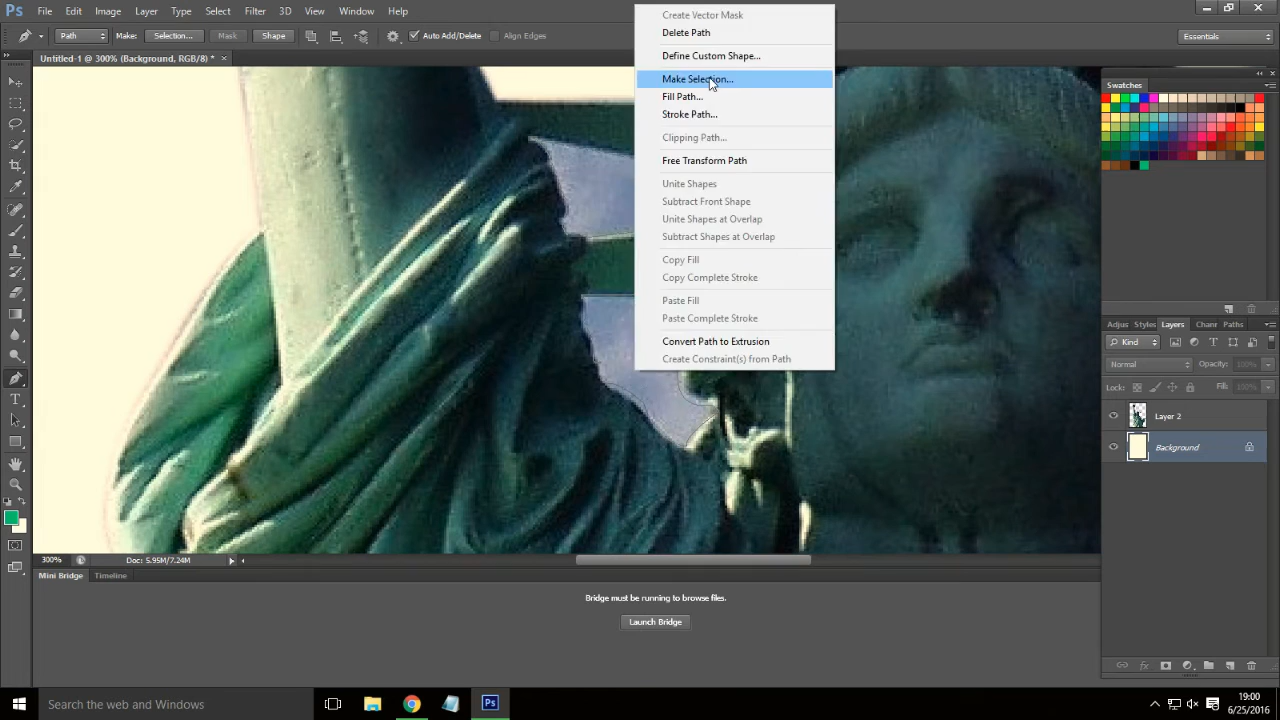 Ps File Edit Image Layer Type Select Filter 3D View Window Help
Path Make: Selection... Mask Shape Auto Add/Delete Align Edges Essentials
Untitled-1 @ 300% (Background, RGB/8) * ×
Create Vector Mask
Delete Path
Define Custom Shape...
Make Selection...
Fill Path...
Stroke Path...
Clipping Path...
Free Transform Path
Unite Shapes
Subtract Front Shape
Unite Shapes at Overlap
Subtract Shapes at Overlap
Copy Fill
Copy Complete Stroke
Paste Fill
Paste Complete Stroke
Convert Path to Extrusion
Create Constraint(s) from Path
Swatches
Adjus Styles Layers Chanr Paths
Kind
Normal Opacity: 100%
Lock: Fill: 100%
Layer 2
Background
300% Doc: 5.95M/7.24M
Mini Bridge Timeline
Bridge must be running to browse files.
Launch Bridge
Search the web and Windows
Ps
19:00
6/25/2016